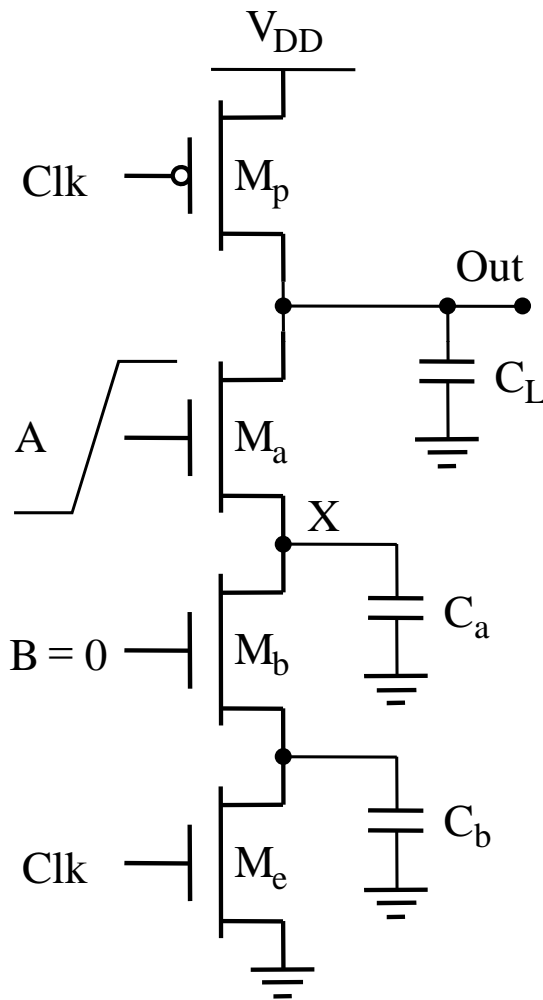 V_DD
Clk
M_p
Out
C_L
A
M_a
X
C_a
B = 0
M_b
C_b
Clk
M_e